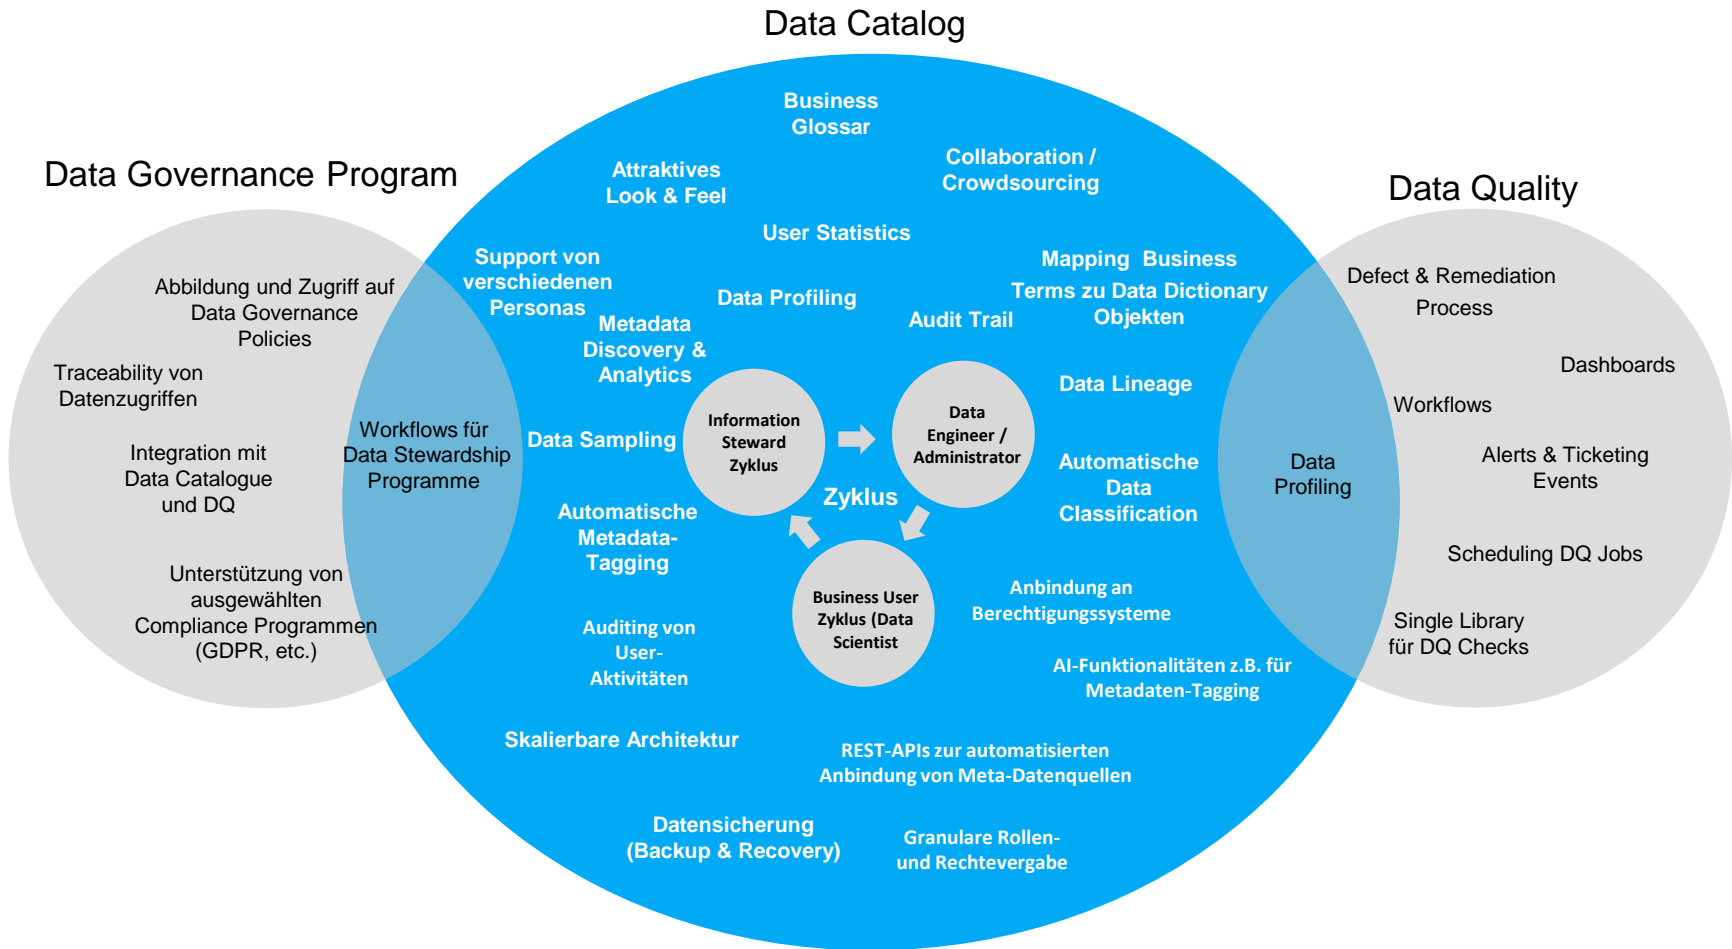 Data Catalog
Data Governance Program
Data Quality
Business
Glossar
Attraktives
Look & Feel
Collaboration /
Crowdsourcing
User Statistics
Support von
verschiedenen
Personas
Mapping  Business
Terms zu Data Dictionary
Objekten
Data Profiling
Audit Trail
Metadata
Discovery &
Analytics
Data Lineage
Data Sampling
Information
Steward
Zyklus
Data
Engineer /
Administrator
Zyklus
Business User
Zyklus (Data
Scientist
Automatische
Data
Classification
Automatische
Metadata-
Tagging
Anbindung an
Berechtigungssysteme
Auditing von
User-
Aktivitäten
AI-Funktionalitäten z.B. für
Metadaten-Tagging
Skalierbare Architektur
REST-APIs zur automatisierten
Anbindung von Meta-Datenquellen
Datensicherung
(Backup & Recovery)
Granulare Rollen-
und Rechtevergabe
Abbildung und Zugriff auf
Data Governance
Policies
Traceability von
Datenzugriffen
Integration mit
Data Catalogue
und DQ
Unterstützung von
ausgewählten
Compliance Programmen
(GDPR, etc.)
Workflows für
Data Stewardship
Programme
Data
Profiling
Defect & Remediation
Process
Dashboards
Workflows
Alerts & Ticketing
Events
Scheduling DQ Jobs
Single Library
für DQ Checks